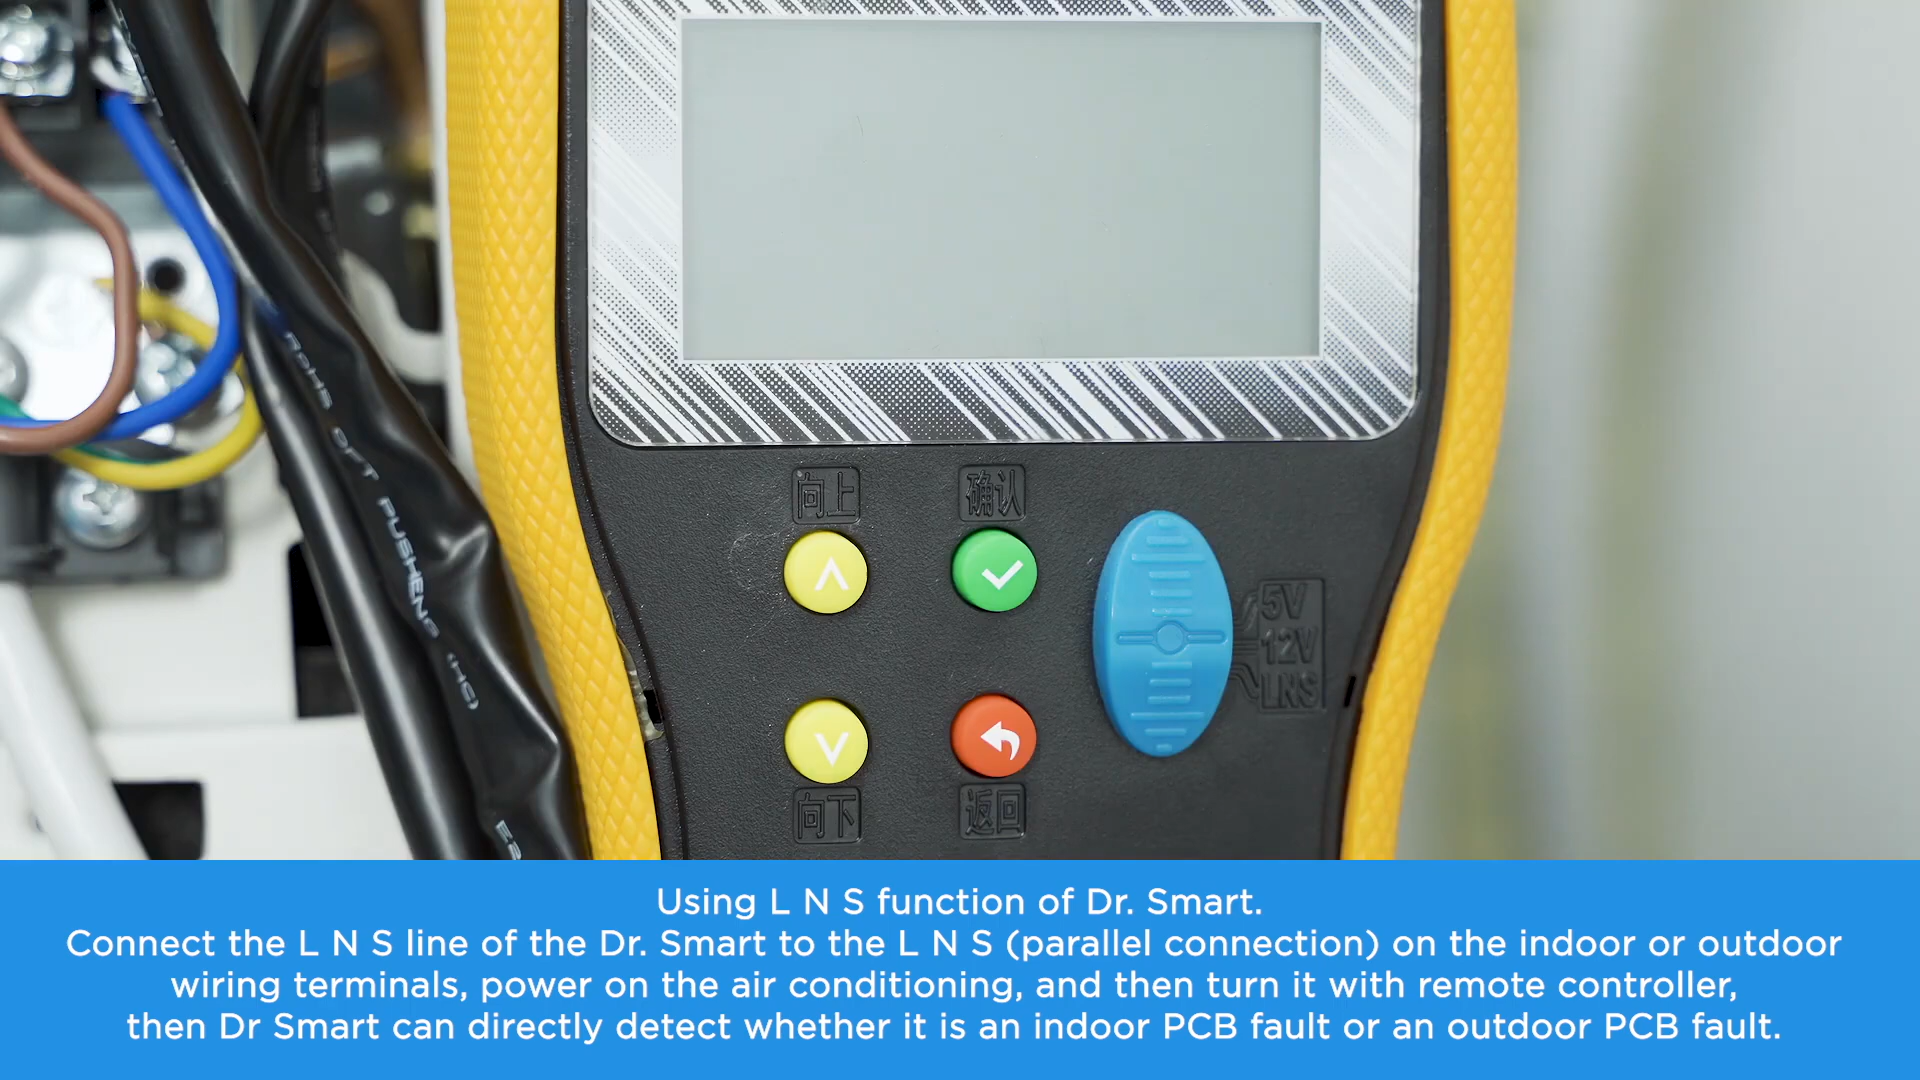 向上
确认
5V
12V
LNS
向下
返回
PUSHENG
Using L N S function of Dr. Smart.
Connect the L N S line of the Dr. Smart to the L N S (parallel connection) on the indoor or outdoor
wiring terminals, power on the air conditioning, and then turn it with remote controller,
then Dr Smart can directly detect whether it is an indoor PCB fault or an outdoor PCB fault.